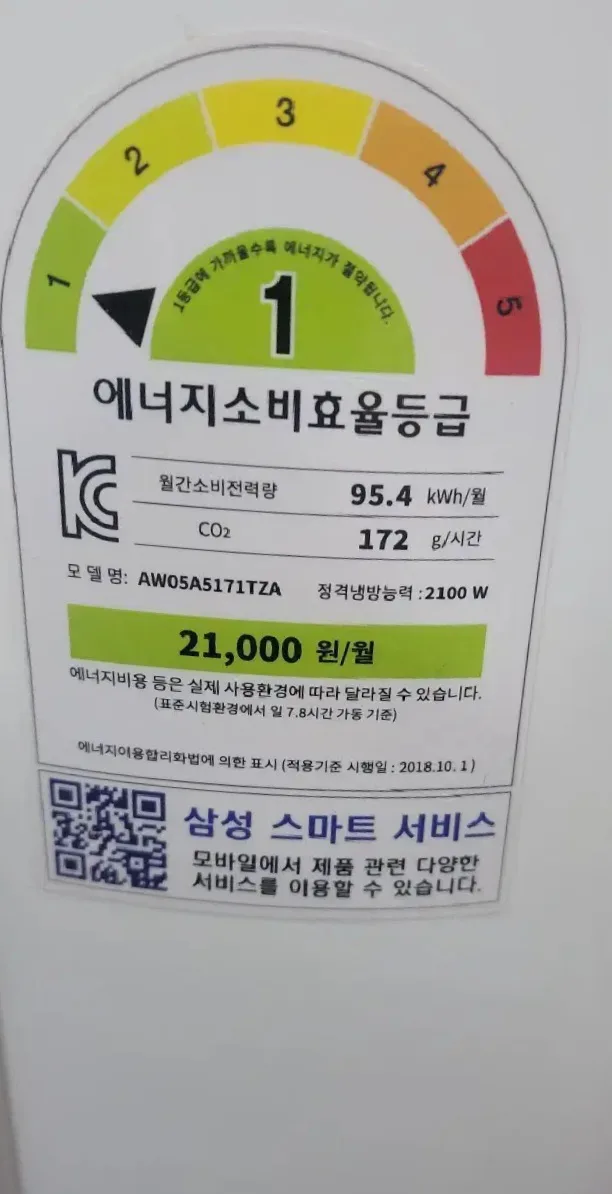 1
2
3
4
5
1등급에 가까울수록 에너지가 절약됩니다.
1
에너지소비효율등급
월간소비전력량 95.4 kWh/월
CO₂ 172 g/시간
모델명: AW05A5171TZA 정격냉방능력 : 2100 W
21,000 원/월
에너지비용 등은 실제 사용환경에 따라 달라질 수 있습니다.
(표준시험환경에서 일 7.8시간 가동 기준)
에너지이용합리화법에 의한 표시 (적용기준 시행일 : 2018.10.1)
삼성 스마트 서비스
모바일에서 제품 관련 다양한
서비스를 이용할 수 있습니다.